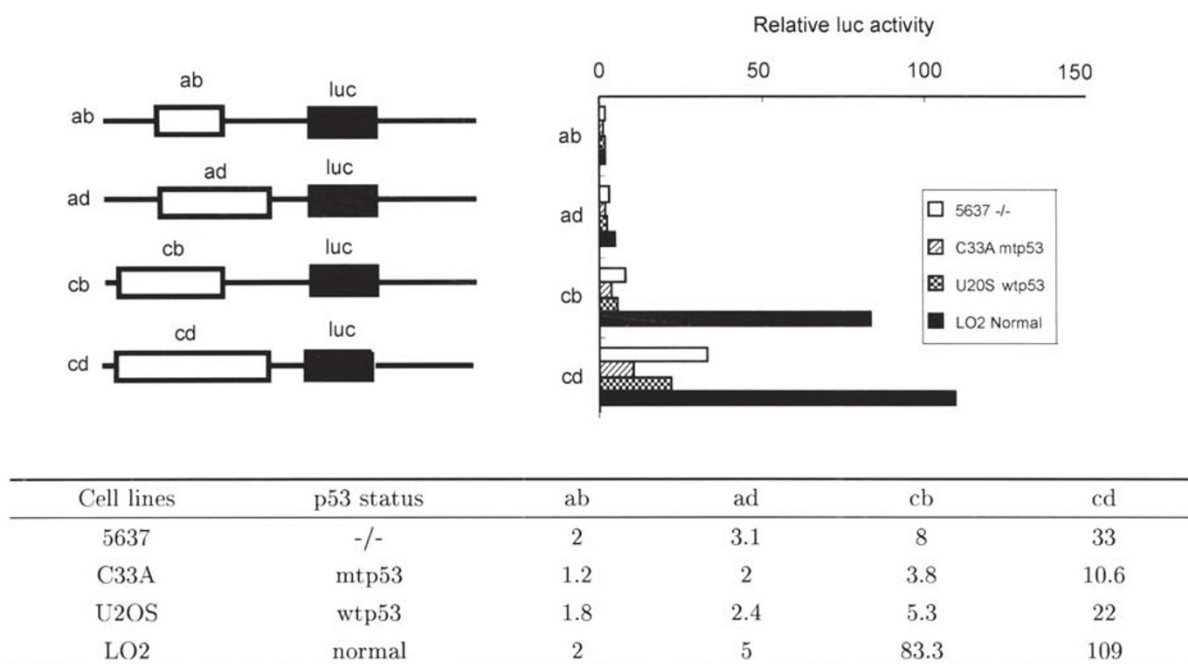 Relative luc activity
0 50 100 150
ab
ab luc
ad
ad luc
cb
cb luc
cd
cd luc
ab
ad
cb
cd
5637 -/-
C33A mtp53
U20S wtp53
LO2 Normal
Cell lines p53 status ab ad cb cd
5637 -/- 2 3.1 8 33
C33A mtp53 1.2 2 3.8 10.6
U2OS wtp53 1.8 2.4 5.3 22
LO2 normal 2 5 83.3 109